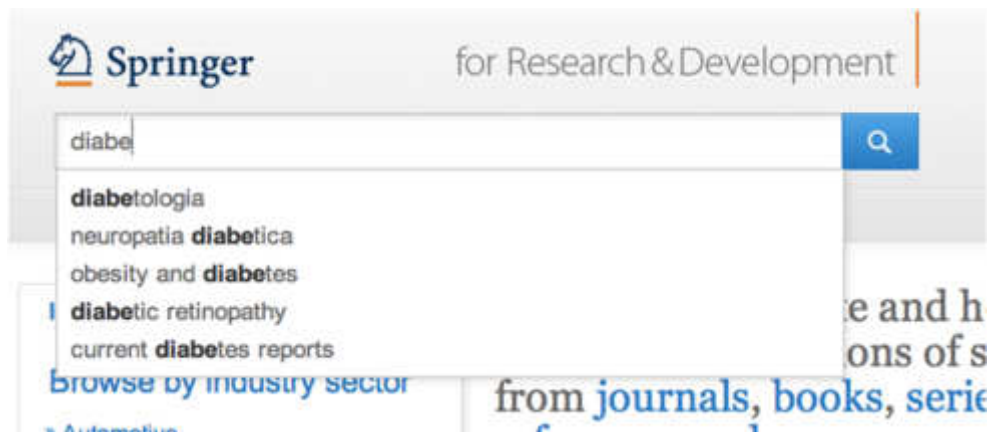 Springer for Research & Development
diabe
diabetologia
neuropatia diabetica
obesity and diabetes
diabetic retinopathy
current diabetes reports
and h
ons of s
Browse by industry sector
from journals, books, serie
» Automotive